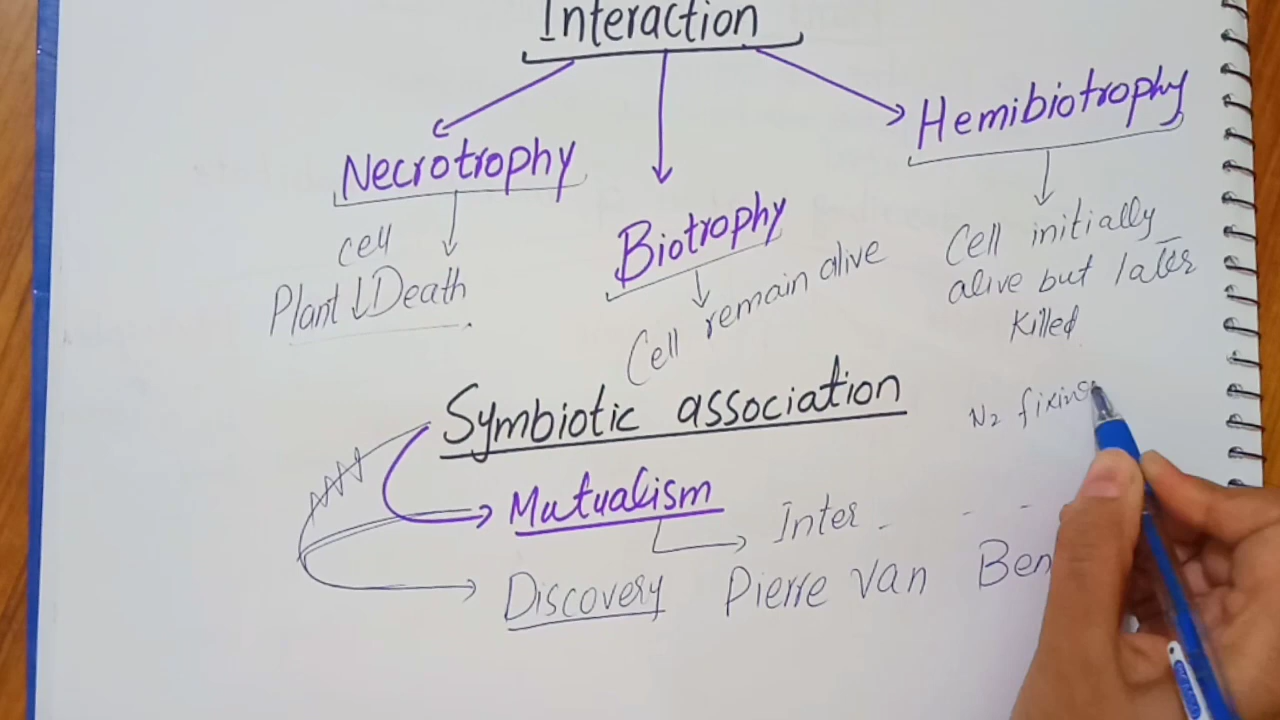 Interaction
Necrotrophy
Biotrophy
Hemibiotrophy
cell
Plant Death
Cell remain alive
Cell initially
alive but later
Killed
Symbiotic association
N2 fixing
Mutualism
Inter - - -
Discovery Pierre Van Ben